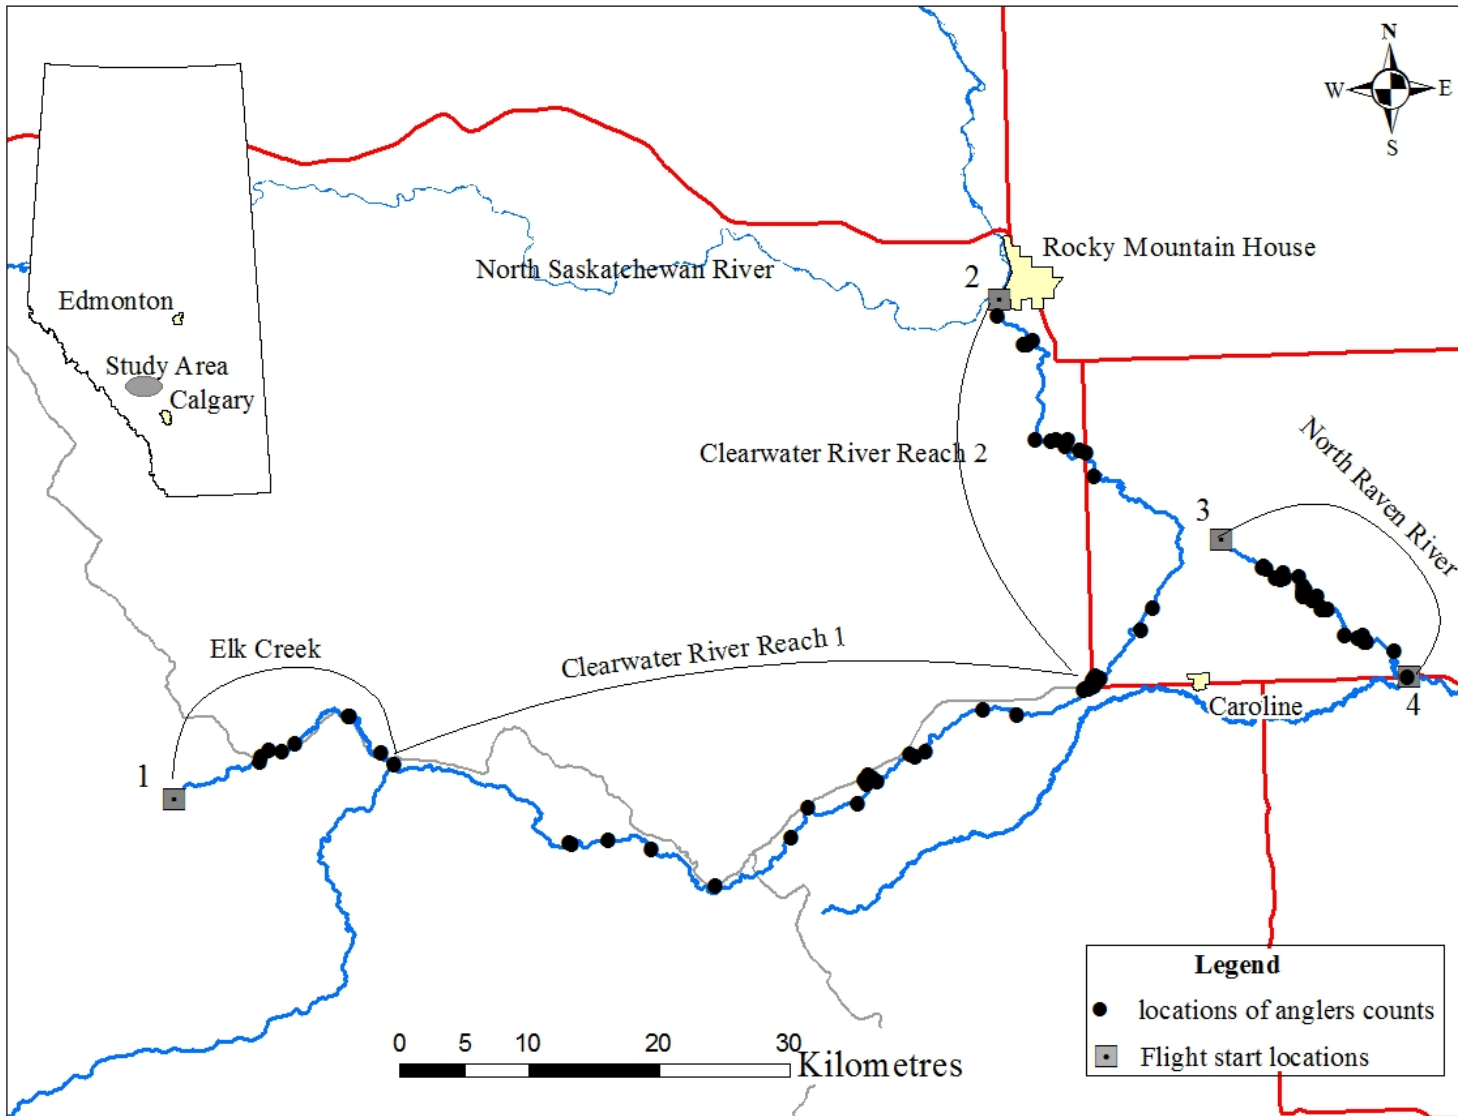 N
W E
S
Rocky Mountain House
2
North Saskatchewan River
Edmonton
Study Area
Calgary
Clearwater River Reach 2
North Raven River
3
Elk Creek
Clearwater River Reach 1
Caroline
4
1
Legend
locations of anglers counts
Flight start locations
0 5 10 20 30
Kilometres